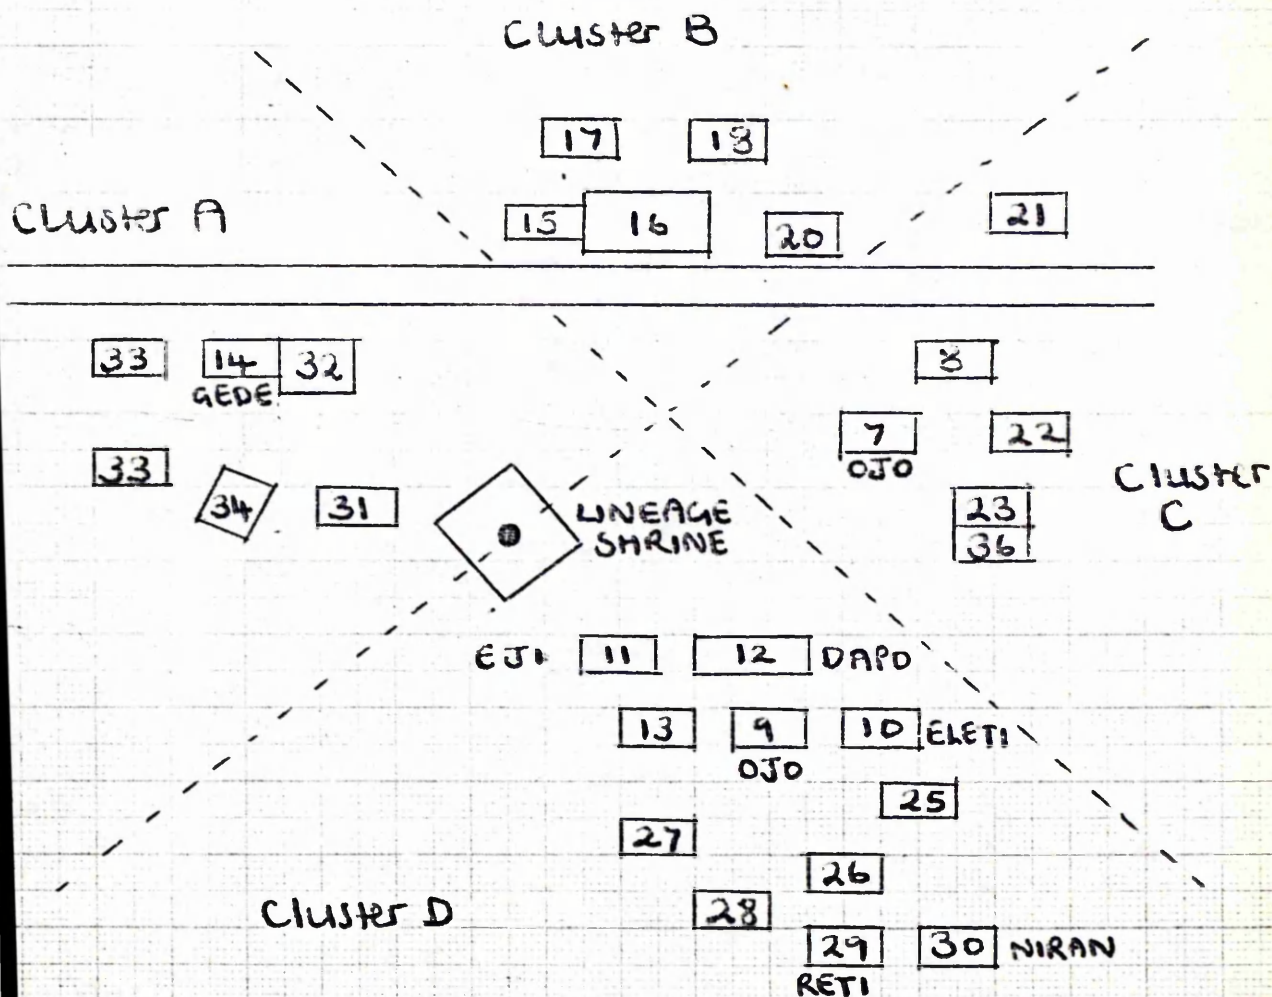 Cluster B
17 18
Cluster A 15 16 20 21
33 14 32 8
GEDE
7 22
OJO
33 34 31 LINEAGE SHRINE 23 Cluster C
36
EJI 11 12 DAPO
13 9 10 ELETI
OJO
25
27
26
Cluster D 28
29 30 NIRAN
RETI